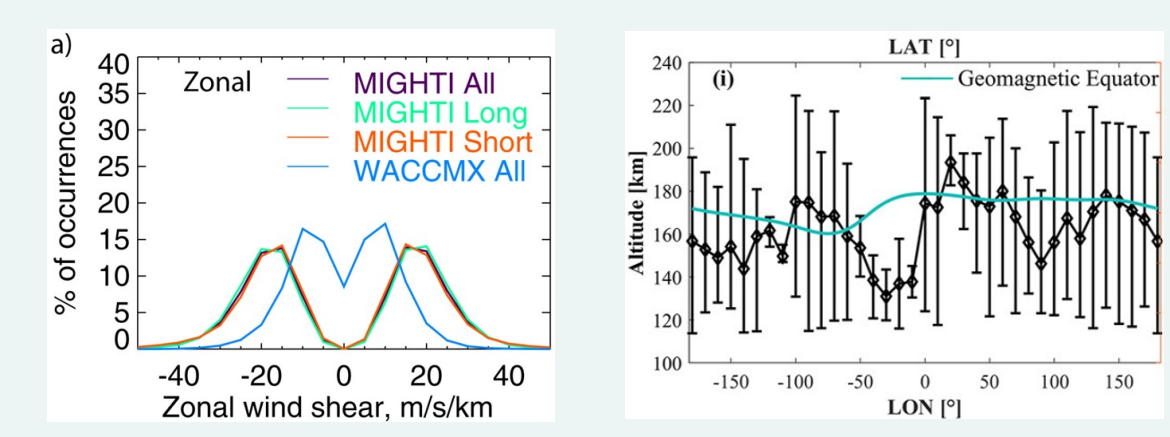 a)
Zonal
MIGHTI All
MIGHTI Long
MIGHTI Short
WACCMX All
% of occurrences
40
35
30
25
20
15
10
5
0
-40 -20 0 20 40
Zonal wind shear, m/s/km
LAT [°]
(i)
Geomagnetic Equator
Altitude [km]
240
220
200
180
160
140
120
100
-150 -100 -50 0 50 100 150
LON [°]